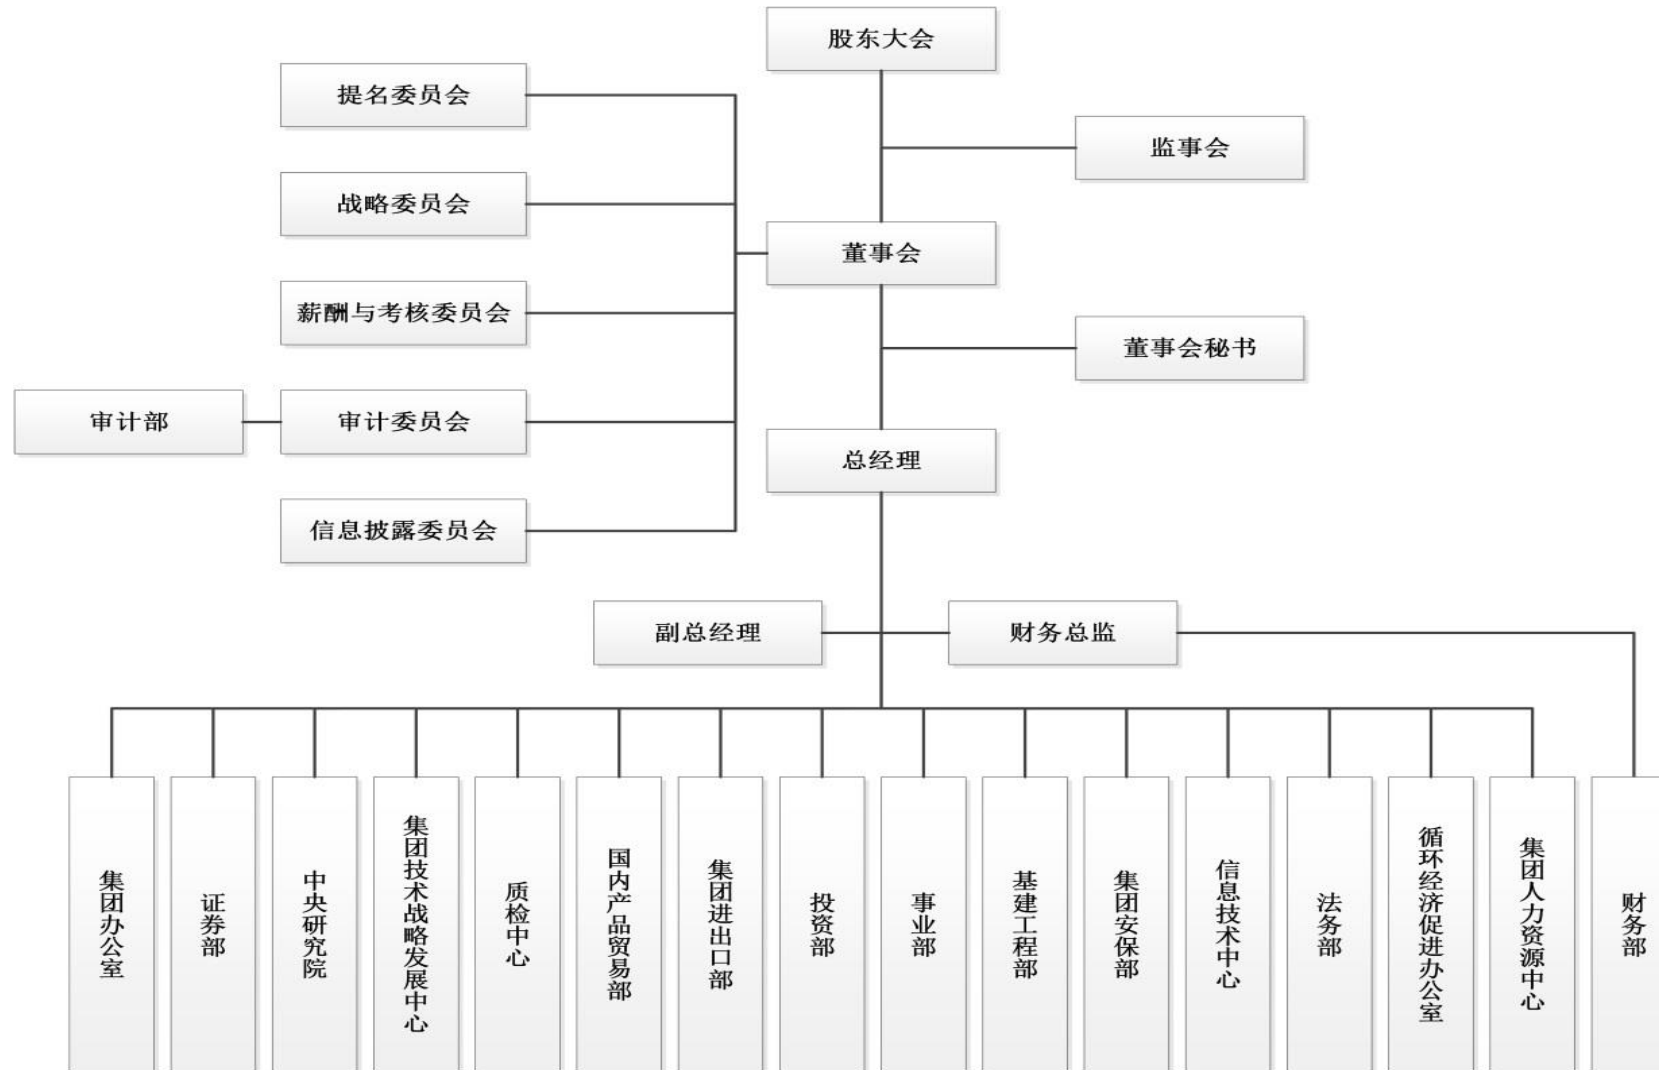 股东大会
提名委员会
监事会
战略委员会
董事会
薪酬与考核委员会
董事会秘书
审计部
审计委员会
总经理
信息披露委员会
副总经理
财务总监
集团办公室
证券部
中央研究院
集团技术战略发展中心
质检中心
国内产品贸易部
集团进出口部
投资部
事业部
基建工程部
集团安保部
信息技术中心
法务部
循环经济促进办公室
集团人力资源中心
财务部